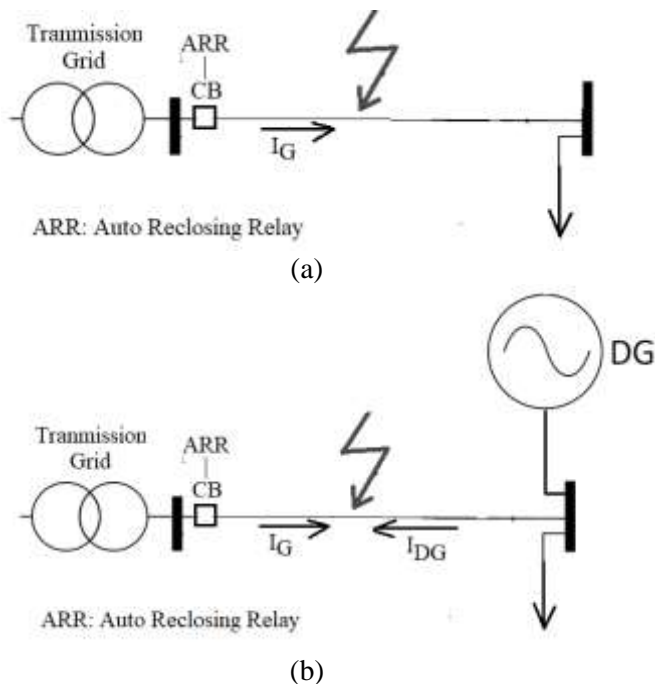 Tranmission
Grid
ARR
CB
I_G
ARR: Auto Reclosing Relay
(a)
DG
Tranmission
Grid
ARR
CB
I_G
I_DG
ARR: Auto Reclosing Relay
(b)